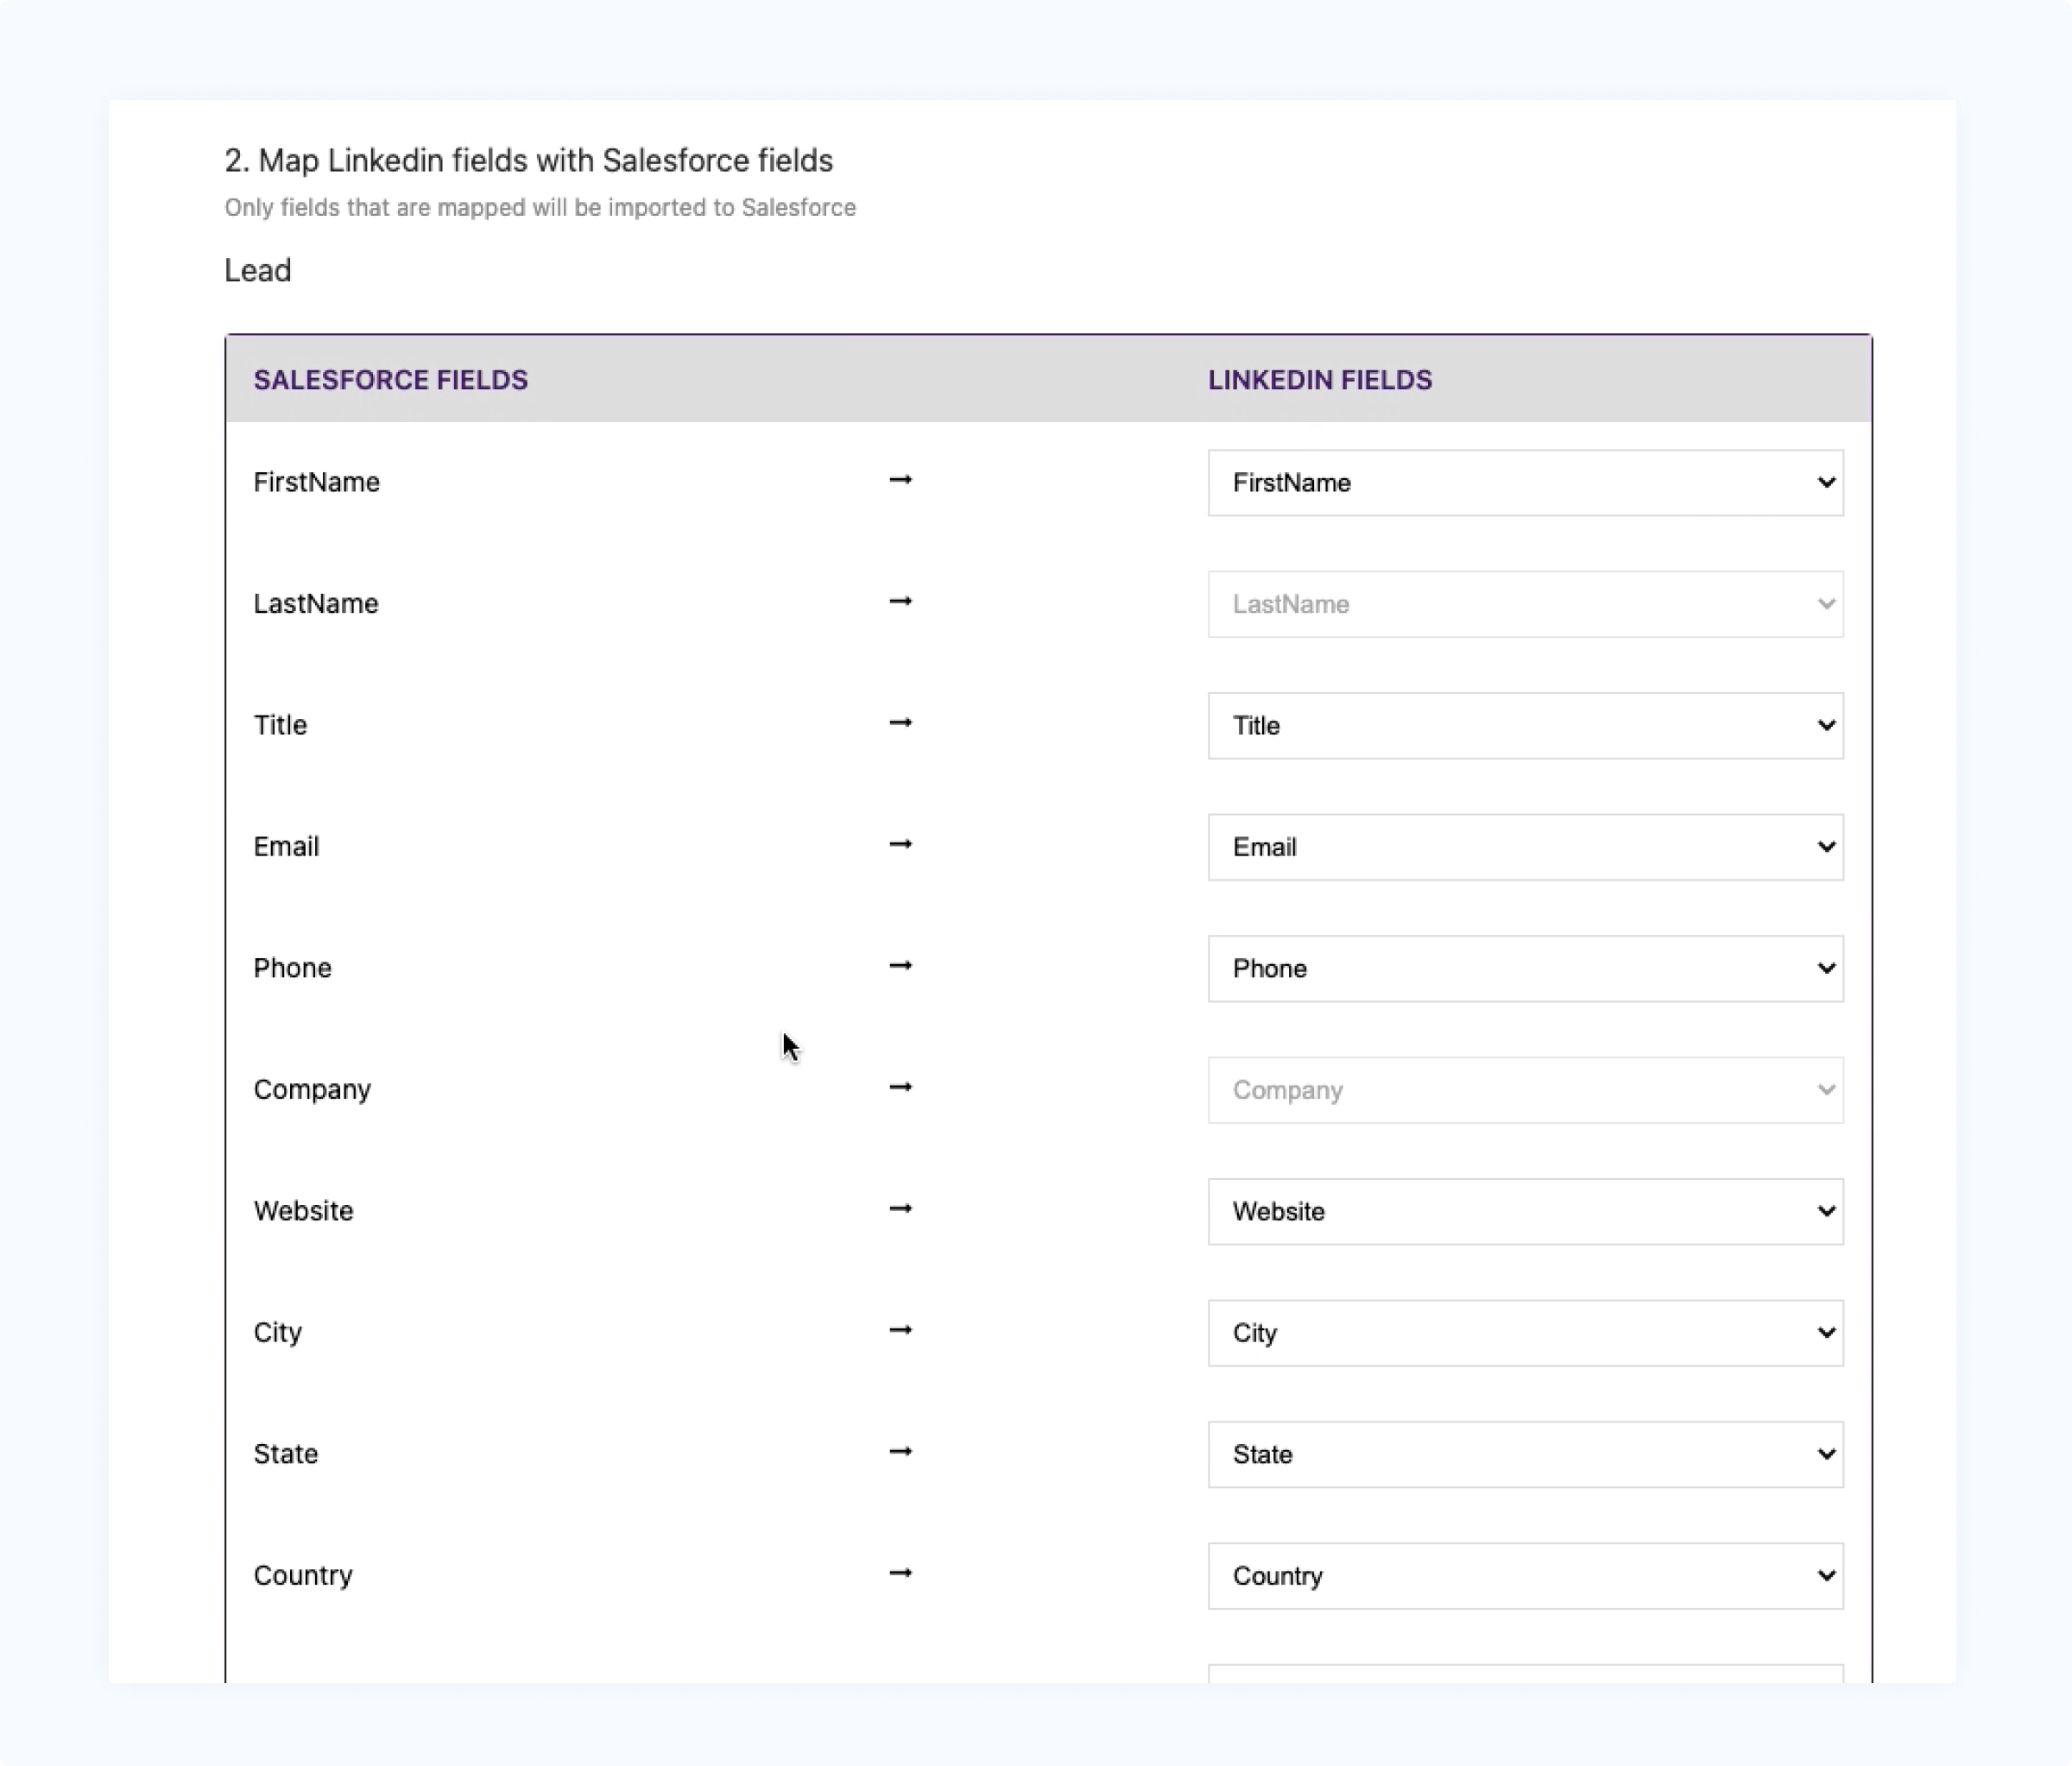 2. Map Linkedin fields with Salesforce fields
Only fields that are mapped will be imported to Salesforce
Lead
SALESFORCE FIELDS LINKEDIN FIELDS
FirstName → FirstName
LastName → LastName
Title → Title
Email → Email
Phone → Phone
Company → Company
Website → Website
City → City
State → State
Country → Country